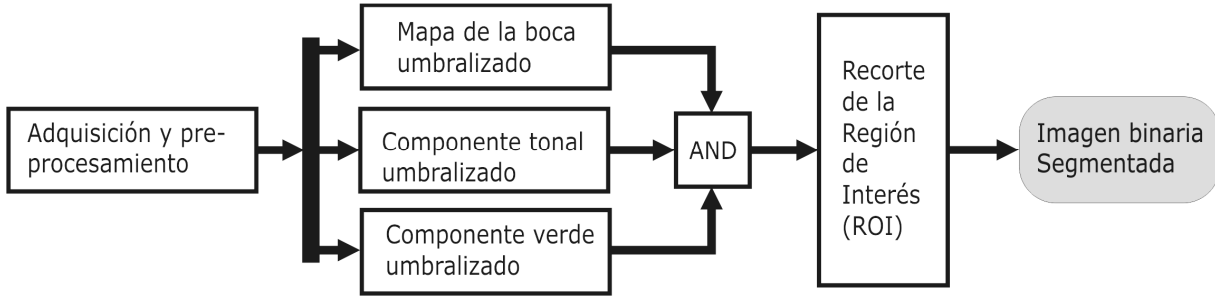 Adquisición y pre-
procesamiento
Mapa de la boca
umbralizado
Componente tonal
umbralizado
Componente verde
umbralizado
AND
Recorte
de la
Región
de
Interés
(ROI)
Imagen binaria
Segmentada